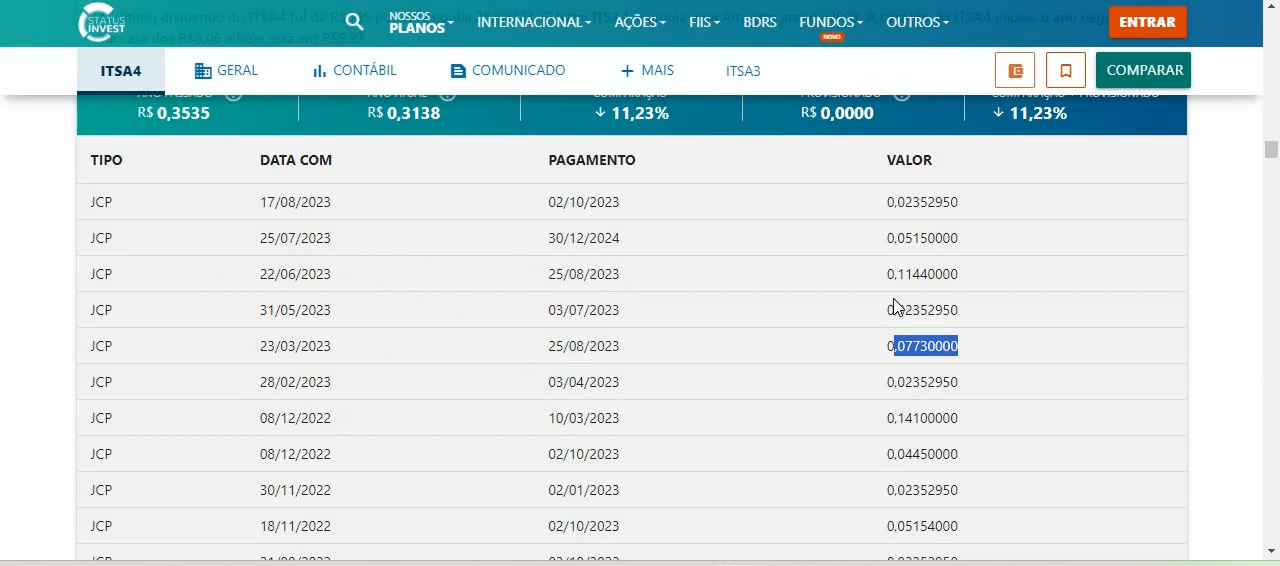 STATUS
INVEST
NOSSOS
PLANOS
INTERNACIONAL
AÇÕES
FIIS
BDRS
FUNDOS
NOVO
OUTROS
ENTRAR
ITSA4
GERAL
CONTÁBIL
COMUNICADO
MAIS
ITSA3
COMPARAR
R$ 0,3535 R$ 0,3138 11,23% R$ 0,0000 11,23%
TIPO DATA COM PAGAMENTO VALOR
JCP 17/08/2023 02/10/2023 0,02352950
JCP 25/07/2023 30/12/2024 0,05150000
JCP 22/06/2023 25/08/2023 0,11440000
JCP 31/05/2023 03/07/2023 0,02352950
JCP 23/03/2023 25/08/2023 0,07730000
JCP 28/02/2023 03/04/2023 0,02352950
JCP 08/12/2022 10/03/2023 0,14100000
JCP 08/12/2022 02/10/2023 0,04450000
JCP 30/11/2022 02/01/2023 0,02352950
JCP 18/11/2022 02/10/2023 0,05154000